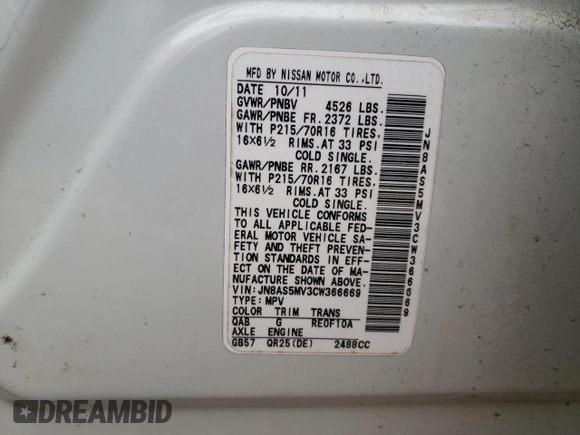 MFD BY NISSAN MOTOR CO.,LTD.
DATE 10/11
GVWR/PNBV 4526 LBS.
GAWR/PNBE FR.2372 LBS.
WITH P215/70R16 TIRES,
16X6½ RIMS.AT 33 PSI
COLD SINGLE.
GAWR/PNBE RR.2167 LBS.
WITH P215/70R16 TIRES,
16X6½ RIMS.AT 33 PSI
COLD SINGLE.
THIS VEHICLE CONFORMS
TO ALL APPLICABLE FED-
ERAL MOTOR VEHICLE SA-
FETY AND THEFT PREVEN-
TION STANDARDS IN EFF-
ECT ON THE DATE OF MA-
NUFACTURE SHOWN ABOVE.
VIN:JN8AS5MV3CW366669
TYPE:MPV
COLOR TRIM TRANS
QAB G RE0F10A
AXLE ENGINE
GB57 QR25(DE) 2488CC
JN8AS5MV3CW366669
DREAMBID